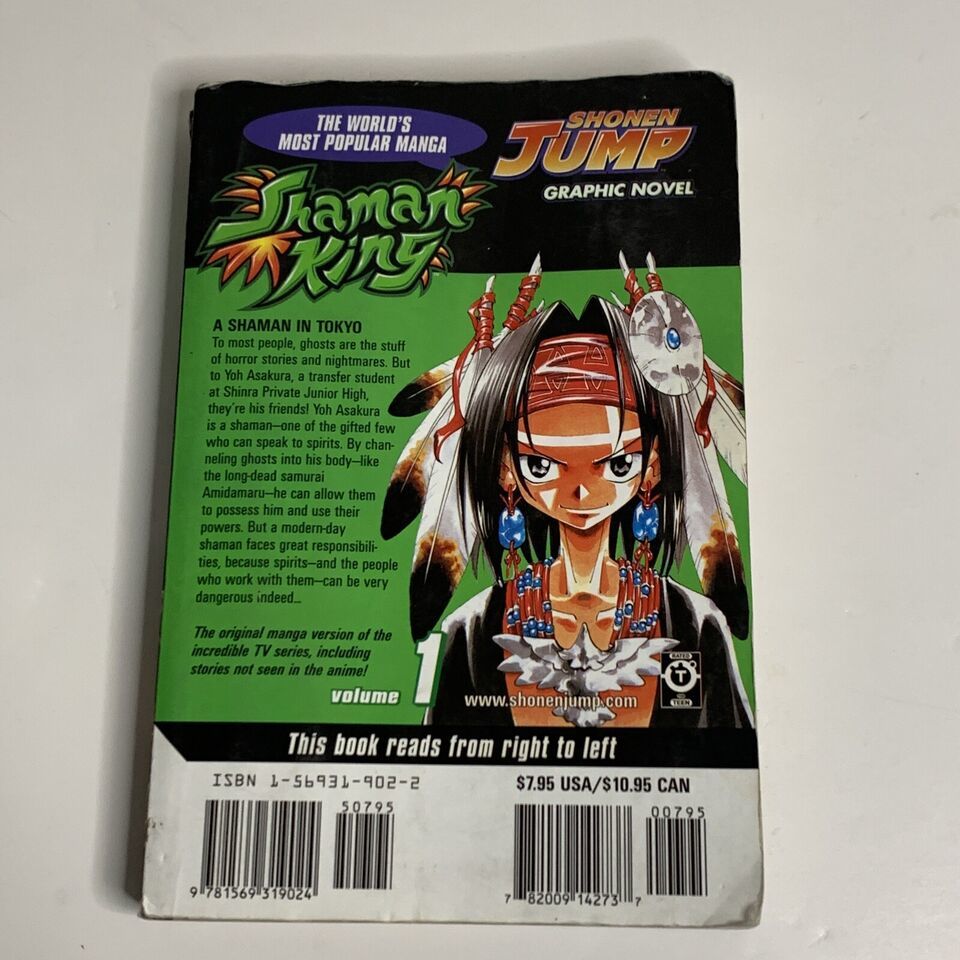 THE WORLD'S
MOST POPULAR MANGA
SHONEN
JUMP
GRAPHIC NOVEL
Shaman
King
A SHAMAN IN TOKYO
To most people, ghosts are the stuff
of horror stories and nightmares. But
to Yoh Asakura, a transfer student
at Shinra Private Junior High,
they're his friends! Yoh Asakura
is a shaman—one of the gifted few
who can speak to spirits. By chan-
neling ghosts into his body—like
the long-dead samurai
Amidamaru—he can allow them
to possess him and use their
powers. But a modern-day
shaman faces great responsibili-
ties, because spirits—and the people
who work with them—can be very
dangerous indeed...
The original manga version of the
incredible TV series, including
stories not seen in the anime!
volume 1
www.shonenjump.com
RATED
T
TEEN
This book reads from right to left
ISBN 1-56931-902-2
$7.95 USA/$10.95 CAN
50795
00795
9 781569 319024
7 82009 14273 7